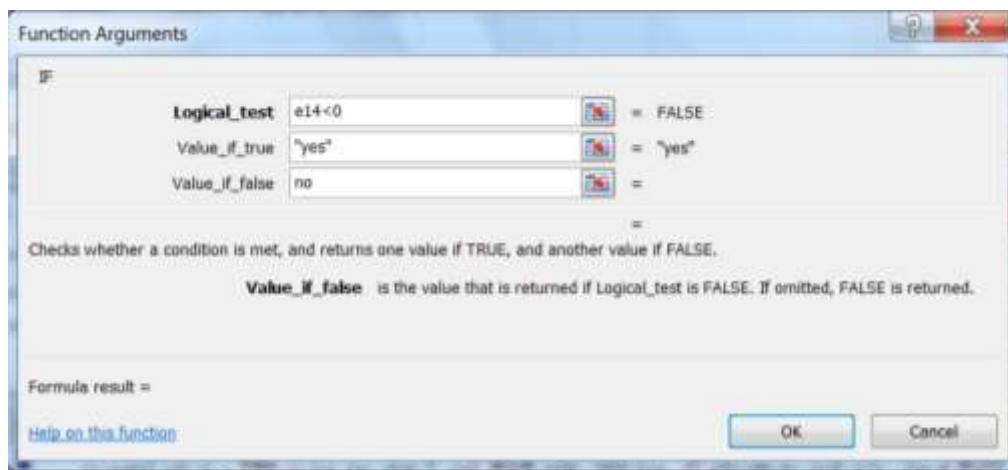 Function Arguments
IF
Logical_test e14<0 = FALSE
Value_if_true "yes" = "yes"
Value_if_false no =
=
Checks whether a condition is met, and returns one value if TRUE, and another value if FALSE.
Value_if_false is the value that is returned if Logical_test is FALSE. If omitted, FALSE is returned.
Formula result =
Help on this function OK Cancel